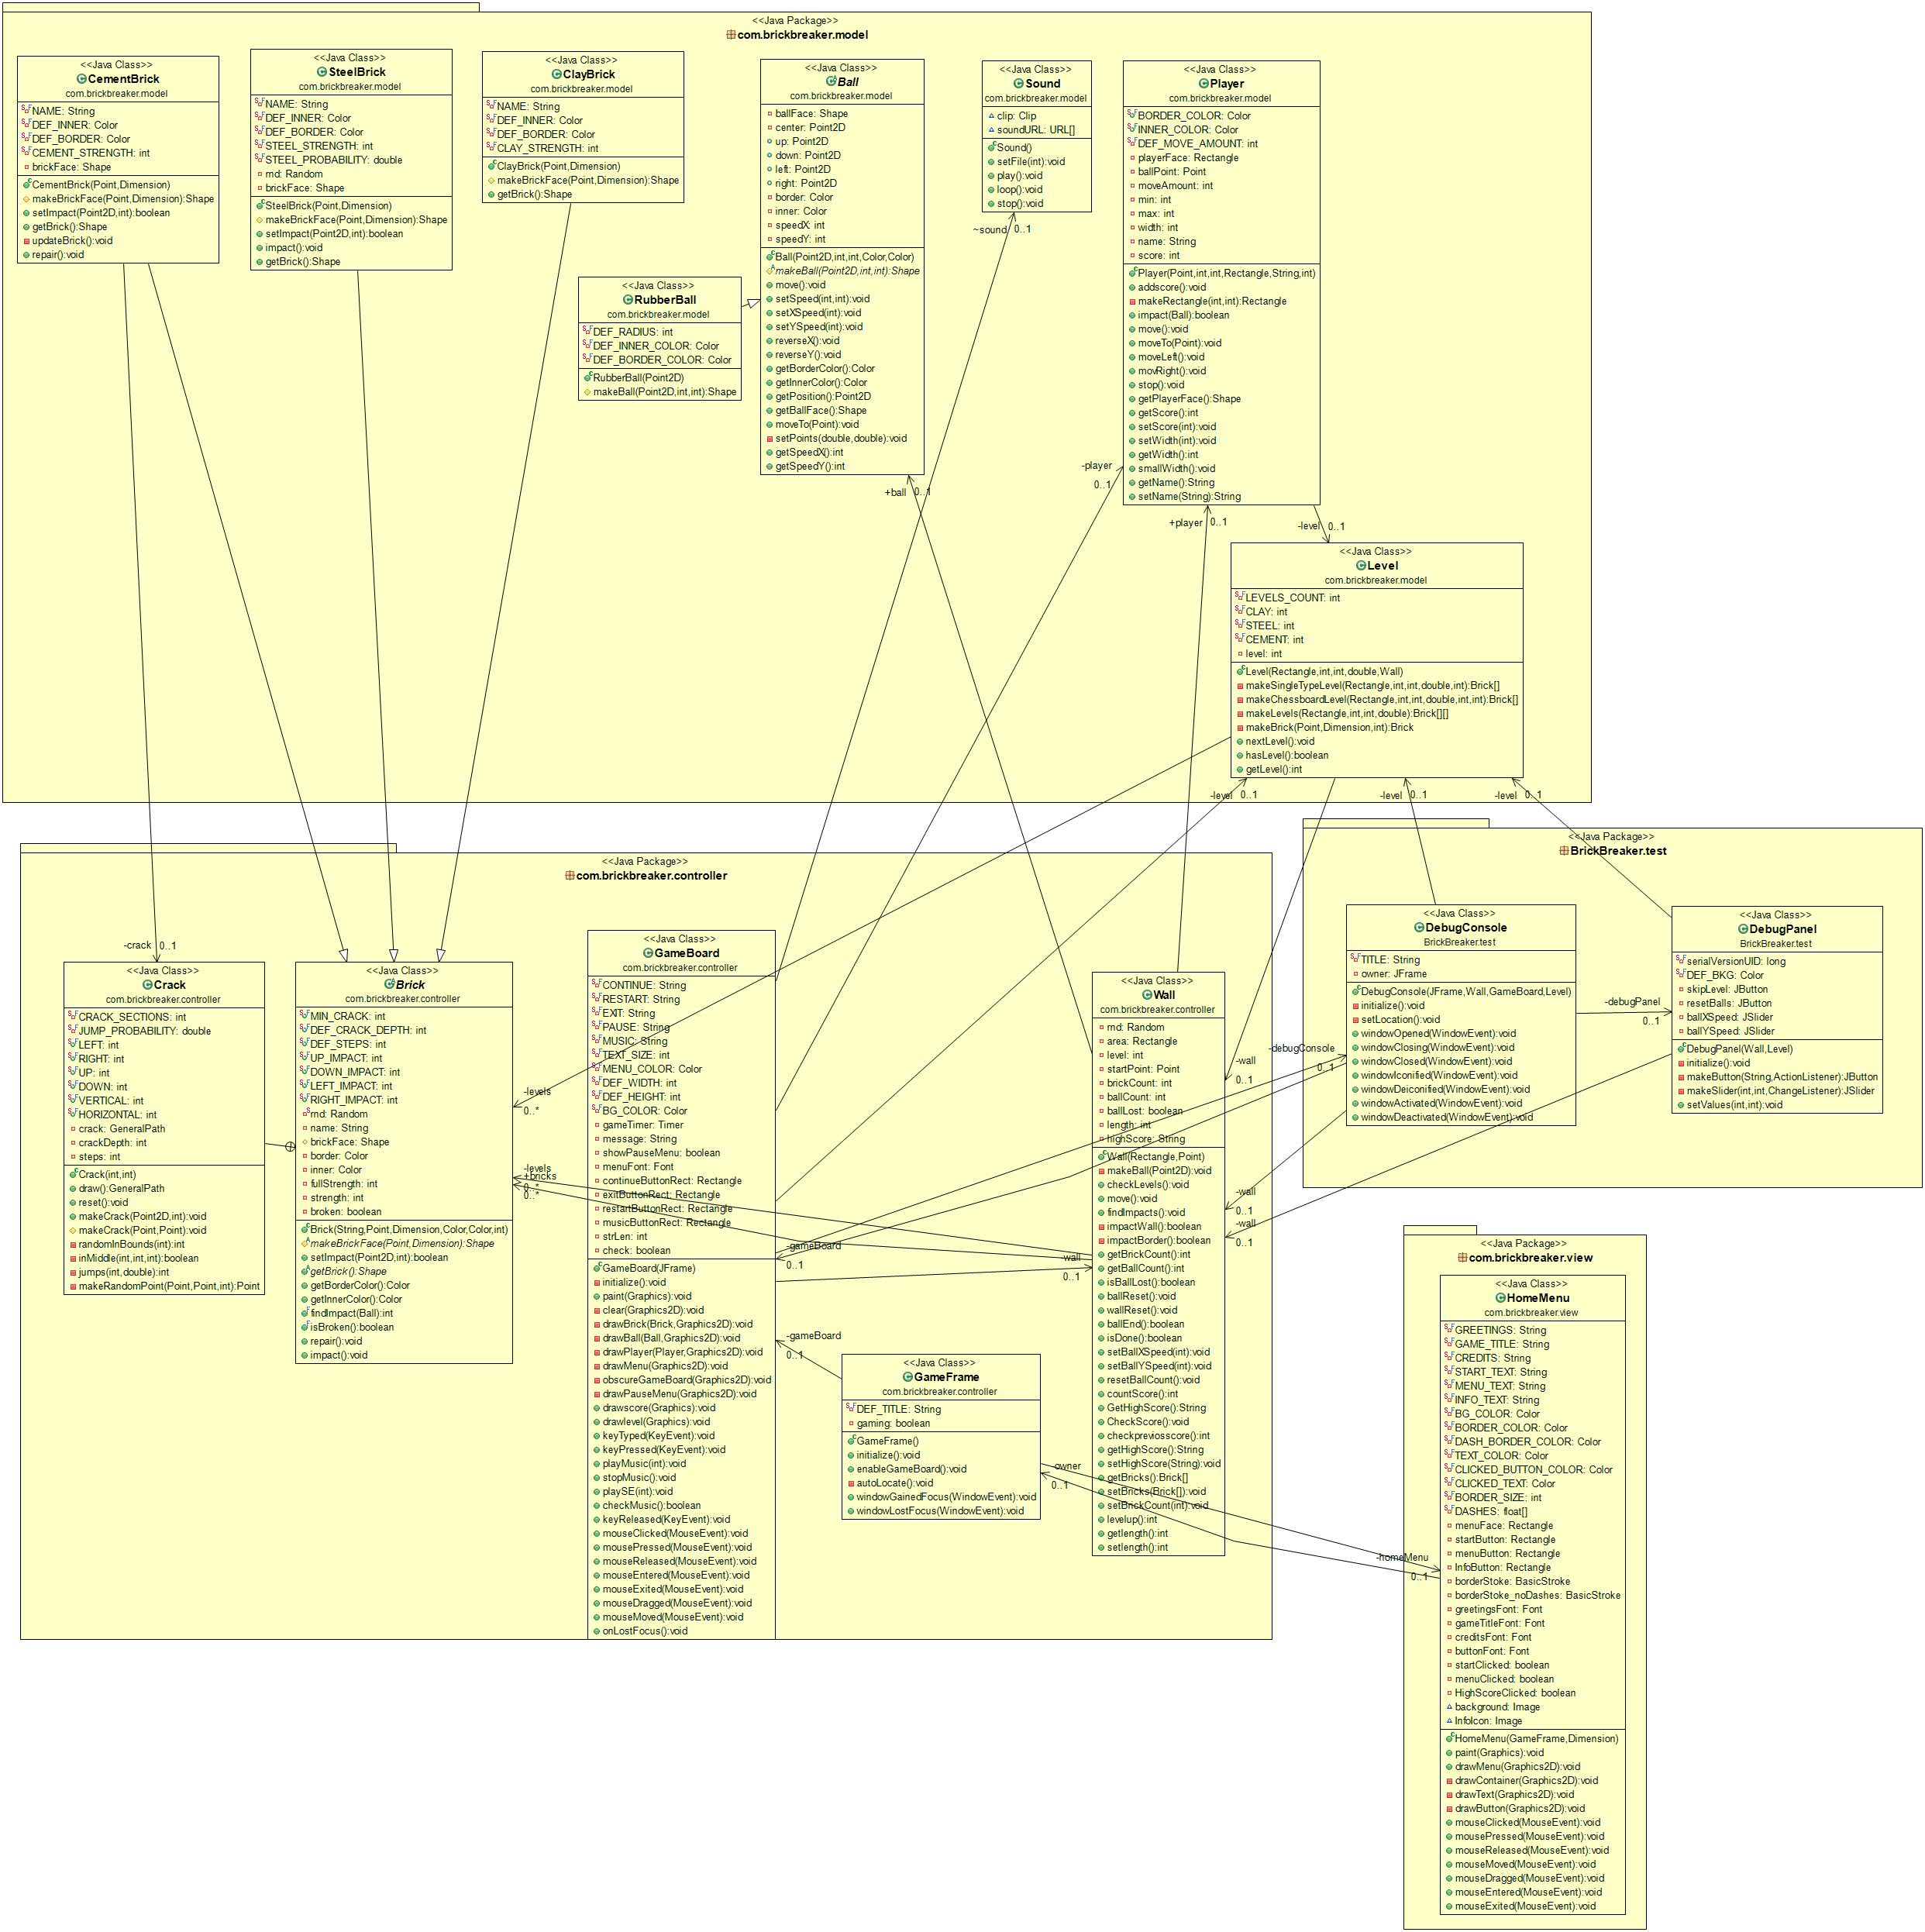 <<Java Package>>
com.brickbreaker.model
<<Java Class>>
CementBrick
com.brickbreaker.model
NAME: String
DEF_INNER: Color
DEF_BORDER: Color
CEMENT_STRENGTH: int
brickFace: Shape
CementBrick(Point,Dimension)
makeBrickFace(Point,Dimension):Shape
setImpact(Point2D,int):boolean
getBrick():Shape
updateBrick():void
repair():void
<<Java Class>>
SteelBrick
com.brickbreaker.model
NAME: String
DEF_INNER: Color
DEF_BORDER: Color
STEEL_STRENGTH: int
STEEL_PROBABILITY: double
rnd: Random
brickFace: Shape
SteelBrick(Point,Dimension)
makeBrickFace(Point,Dimension):Shape
setImpact(Point2D,int):boolean
impact():void
getBrick():Shape
<<Java Class>>
ClayBrick
com.brickbreaker.model
NAME: String
DEF_INNER: Color
DEF_BORDER: Color
CLAY_STRENGTH: int
ClayBrick(Point,Dimension)
makeBrickFace(Point,Dimension):Shape
getBrick():Shape
<<Java Class>>
RubberBall
com.brickbreaker.model
DEF_RADIUS: int
DEF_INNER_COLOR: Color
DEF_BORDER_COLOR: Color
RubberBall(Point2D)
makeBall(Point2D,int,int):Shape
<<Java Class>>
Ball
com.brickbreaker.model
ballFace: Shape
center: Point2D
up: Point2D
down: Point2D
left: Point2D
right: Point2D
border: Color
inner: Color
speedX: int
speedY: int
Ball(Point2D,int,int,Color,Color)
makeBall(Point2D,int,int):Shape
move():void
setSpeed(int,int):void
setXSpeed(int):void
setYSpeed(int):void
reverseX():void
reverseY():void
getBorderColor():Color
getInnerColor():Color
getPosition():Point2D
getBallFace():Shape
moveTo(Point):void
setPoints(double,double):void
getSpeedX():int
getSpeedY():int
+ball 0..1
<<Java Class>>
Sound
com.brickbreaker.model
clip: Clip
soundURL: URL[]
Sound()
setFile(int):void
play():void
loop():void
stop():void
~sound 0..1
<<Java Class>>
Player
com.brickbreaker.model
BORDER_COLOR: Color
INNER_COLOR: Color
DEF_MOVE_AMOUNT: int
playerFace: Rectangle
ballPoint: Point
moveAmount: int
min: int
max: int
width: int
name: String
score: int
Player(Point,int,int,Rectangle,String,int)
addscore():void
makeRectangle(int,int):Rectangle
impact(Ball):boolean
move():void
moveTo(Point):void
moveLeft():void
movRight():void
stop():void
getPlayerFace():Shape
getScore():int
setScore(int):void
setWidth(int):void
getWidth():int
smallWidth():void
getName():String
setName(String):String
-player
0..1
+player 0..1
-level 0..1
<<Java Class>>
Level
com.brickbreaker.model
LEVELS_COUNT: int
CLAY: int
STEEL: int
CEMENT: int
level: int
Level(Rectangle,int,int,double,Wall)
makeSingleTypeLevel(Rectangle,int,int,double,int):Brick[]
makeChessboardLevel(Rectangle,int,int,double,int,int):Brick[]
makeLevels(Rectangle,int,int,double):Brick[][]
makeBrick(Point,Dimension,int):Brick
nextLevel():void
hasLevel():boolean
getLevel():int
-level 0..1
-level 0..1
-level 0..1
<<Java Package>>
com.brickbreaker.controller
-crack 0..1
<<Java Class>>
Crack
com.brickbreaker.controller
CRACK_SECTIONS: int
JUMP_PROBABILITY: double
LEFT: int
RIGHT: int
UP: int
DOWN: int
VERTICAL: int
HORIZONTAL: int
crack: GeneralPath
crackDepth: int
steps: int
Crack(int,int)
draw():GeneralPath
reset():void
makeCrack(Point2D,int):void
makeCrack(Point,Point):void
randomInBounds(int):int
inMiddle(int,int,int):boolean
jumps(int,double):int
makeRandomPoint(Point,Point,int):Point
<<Java Class>>
Brick
com.brickbreaker.controller
MIN_CRACK: int
DEF_CRACK_DEPTH: int
DEF_STEPS: int
UP_IMPACT: int
DOWN_IMPACT: int
LEFT_IMPACT: int
RIGHT_IMPACT: int
rnd: Random
name: String
brickFace: Shape
border: Color
inner: Color
fullStrength: int
strength: int
broken: boolean
Brick(String,Point,Dimension,Color,Color,int)
makeBrickFace(Point,Dimension):Shape
setImpact(Point2D,int):boolean
getBrick():Shape
getBorderColor():Color
getInnerColor():Color
findImpact(Ball):int
isBroken():boolean
repair():void
impact():void
-levels
0..*
-levels
+bricks
0..*
0..*
<<Java Class>>
GameBoard
com.brickbreaker.controller
CONTINUE: String
RESTART: String
EXIT: String
PAUSE: String
MUSIC: String
TEXT_SIZE: int
MENU_COLOR: Color
DEF_WIDTH: int
DEF_HEIGHT: int
BG_COLOR: Color
gameTimer: Timer
message: String
showPauseMenu: boolean
menuFont: Font
continueButtonRect: Rectangle
exitButtonRect: Rectangle
restartButtonRect: Rectangle
musicButtonRect: Rectangle
strLen: int
check: boolean
GameBoard(JFrame)
initialize():void
paint(Graphics):void
clear(Graphics2D):void
drawBrick(Brick,Graphics2D):void
drawBall(Ball,Graphics2D):void
drawPlayer(Player,Graphics2D):void
drawMenu(Graphics2D):void
obscureGameBoard(Graphics2D):void
drawPauseMenu(Graphics2D):void
drawscore(Graphics):void
drawlevel(Graphics):void
keyTyped(KeyEvent):void
keyPressed(KeyEvent):void
playMusic(int):void
stopMusic():void
playSE(int):void
checkMusic():boolean
keyReleased(KeyEvent):void
mouseClicked(MouseEvent):void
mousePressed(MouseEvent):void
mouseReleased(MouseEvent):void
mouseEntered(MouseEvent):void
mouseExited(MouseEvent):void
mouseDragged(MouseEvent):void
mouseMoved(MouseEvent):void
onLostFocus():void
-gameBoard
0..1
-gameBoard
0..1
<<Java Class>>
GameFrame
com.brickbreaker.controller
DEF_TITLE: String
gaming: boolean
GameFrame()
initialize():void
enableGameBoard():void
autoLocate():void
windowGainedFocus(WindowEvent):void
windowLostFocus(WindowEvent):void
-owner
0..1
-wall
0..1
<<Java Class>>
Wall
com.brickbreaker.controller
rnd: Random
area: Rectangle
level: int
startPoint: Point
brickCount: int
ballCount: int
ballLost: boolean
length: int
highScore: String
Wall(Rectangle,Point)
makeBall(Point2D):void
checkLevels():void
move():void
findImpacts():void
impactWall():boolean
impactBorder():boolean
getBrickCount():int
getBallCount():int
isBallLost():boolean
ballReset():void
wallReset():void
ballEnd():boolean
isDone():boolean
setBallXSpeed(int):void
setBallYSpeed(int):void
resetBallCount():void
countScore():int
GetHighScore():String
CheckScore():void
checkpreviosscore():int
getHighScore():String
setHighScore(String):void
getBricks():Brick[]
setBricks(Brick[]):void
setBrickCount(int):void
levelup():int
getlength():int
setlength():int
-wall
0..1
-wall
0..1
-wall
0..1
<<Java Package>>
BrickBreaker.test
-debugConsole
0..1
<<Java Class>>
DebugConsole
BrickBreaker.test
TITLE: String
owner: JFrame
DebugConsole(JFrame,Wall,GameBoard,Level)
initialize():void
setLocation():void
windowOpened(WindowEvent):void
windowClosing(WindowEvent):void
windowClosed(WindowEvent):void
windowIconified(WindowEvent):void
windowDeiconified(WindowEvent):void
windowActivated(WindowEvent):void
windowDeactivated(WindowEvent):void
-debugPanel
0..1
<<Java Class>>
DebugPanel
BrickBreaker.test
serialVersionUID: long
DEF_BKG: Color
skipLevel: JButton
resetBalls: JButton
ballXSpeed: JSlider
ballYSpeed: JSlider
DebugPanel(Wall,Level)
initialize():void
makeButton(String,ActionListener):JButton
makeSlider(int,int,ChangeListener):JSlider
setValues(int,int):void
<<Java Package>>
com.brickbreaker.view
-homeMenu
0..1
<<Java Class>>
HomeMenu
com.brickbreaker.view
GREETINGS: String
GAME_TITLE: String
CREDITS: String
START_TEXT: String
MENU_TEXT: String
INFO_TEXT: String
BG_COLOR: Color
BORDER_COLOR: Color
DASH_BORDER_COLOR: Color
TEXT_COLOR: Color
CLICKED_BUTTON_COLOR: Color
CLICKED_TEXT: Color
BORDER_SIZE: int
DASHES: float[]
menuFace: Rectangle
startButton: Rectangle
menuButton: Rectangle
InfoButton: Rectangle
borderStoke: BasicStroke
borderStoke_noDashes: BasicStroke
greetingsFont: Font
gameTitleFont: Font
creditsFont: Font
buttonFont: Font
startClicked: boolean
menuClicked: boolean
HighScoreClicked: boolean
background: Image
InfoIcon: Image
HomeMenu(GameFrame,Dimension)
paint(Graphics):void
drawMenu(Graphics2D):void
drawContainer(Graphics2D):void
drawText(Graphics2D):void
drawButton(Graphics2D):void
mouseClicked(MouseEvent):void
mousePressed(MouseEvent):void
mouseReleased(MouseEvent):void
mouseMoved(MouseEvent):void
mouseDragged(MouseEvent):void
mouseEntered(MouseEvent):void
mouseExited(MouseEvent):void